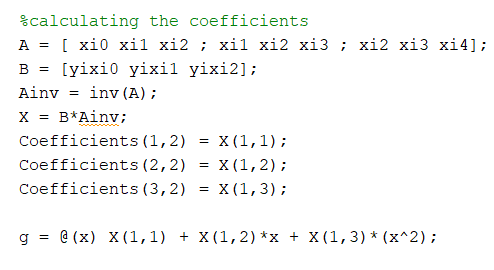 %calculating the coefficients
A = [ xi0 xi1 xi2 ; xi1 xi2 xi3 ; xi2 xi3 xi4];
B = [yixi0 yixi1 yixi2];
Ainv = inv(A);
X = B*Ainv;
Coefficients(1,2) = X(1,1);
Coefficients(2,2) = X(1,2);
Coefficients(3,2) = X(1,3);
g = @(x) X(1,1) + X(1,2)*x + X(1,3)*(x^2);